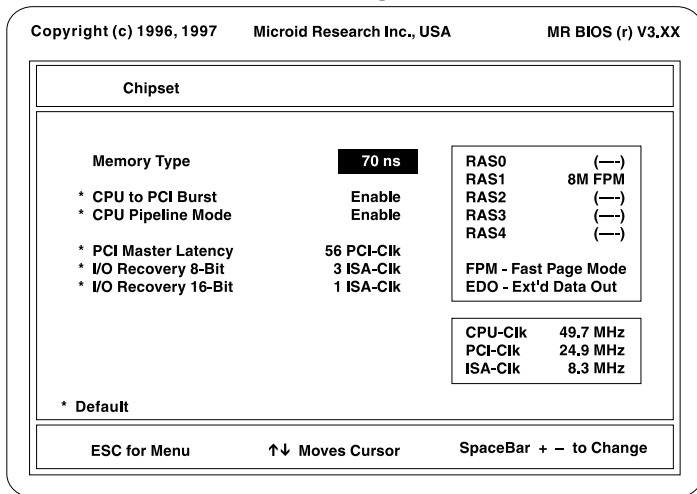 Copyright (c) 1996, 1997 Microid Research Inc., USA MR BIOS (r) V3.XX
Chipset
Memory Type 70 ns
* CPU to PCI Burst Enable
* CPU Pipeline Mode Enable
* PCI Master Latency 56 PCI-Clk
* I/O Recovery 8-Bit 3 ISA-Clk
* I/O Recovery 16-Bit 1 ISA-Clk
RAS0 (----)
RAS1 8M FPM
RAS2 (----)
RAS3 (----)
RAS4 (----)
FPM - Fast Page Mode
EDO - Ext'd Data Out
CPU-Clk 49.7 MHz
PCI-Clk 24.9 MHz
ISA-Clk 8.3 MHz
* Default
ESC for Menu ↑↓ Moves Cursor SpaceBar + – to Change